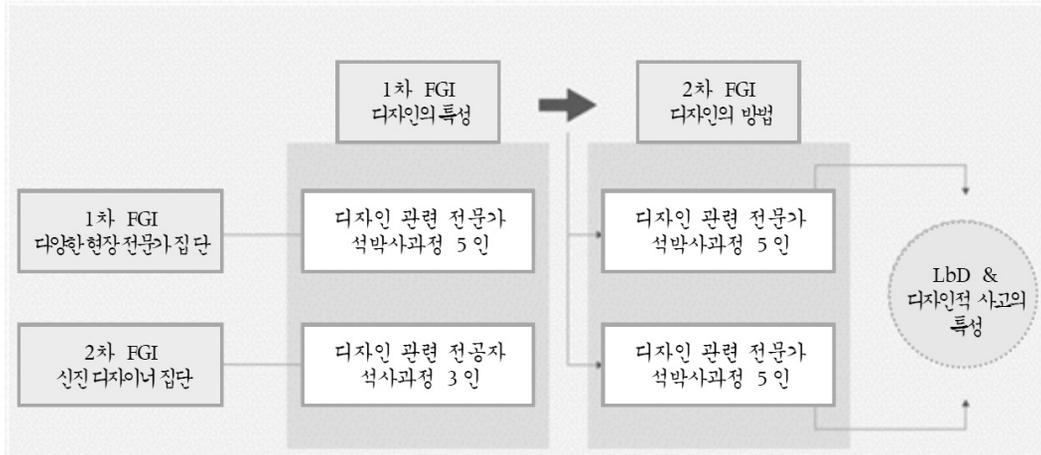 1차 FGI
디자인의 특성
2차 FGI
디자인의 방법
1차 FGI
다양한 현장 전문가 집단
디자인 관련 전문가
석박사과정 5인
디자인 관련 전문가
석박사과정 5인
LbD &
디자인적 사고의
특성
2차 FGI
신진 디자이너 집단
디자인 관련 전공자
석사과정 3인
디자인 관련 전문가
석박사과정 5인